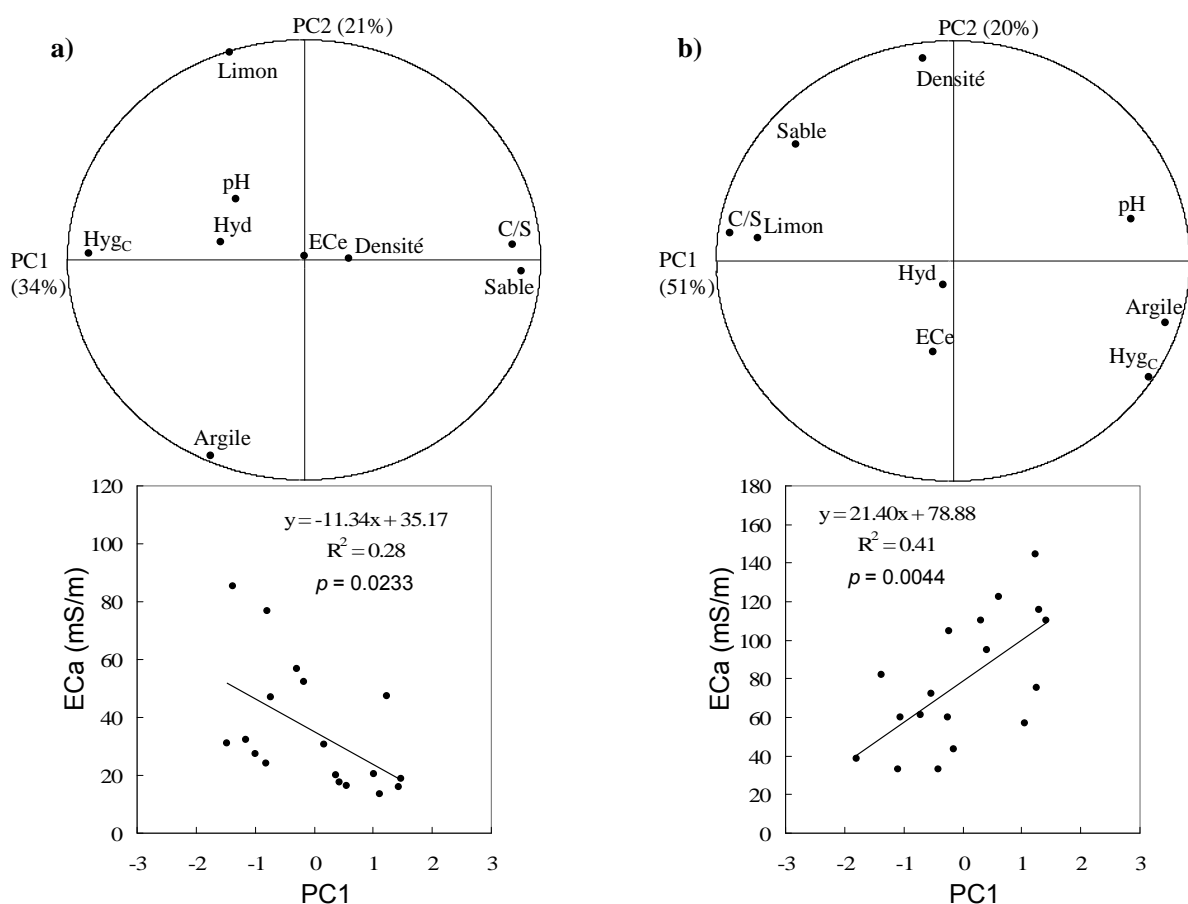 a)
PC2 (21%)
Limon
pH
Hyd
Hyg_C
ECe
Densité
C/S
PC1
(34%)
Sable
Argile
b)
PC2 (20%)
Densité
Sable
C/S
Limon
pH
PC1
(51%)
Hyd
Argile
ECe
Hyg_C
120
100
80
60
40
20
0
ECa (mS/m)
y = -11.34x + 35.17
R² = 0.28
p = 0.0233
-3 -2 -1 0 1 2 3
PC1
180
160
140
120
100
80
60
40
20
0
ECa (mS/m)
y = 21.40x + 78.88
R² = 0.41
p = 0.0044
-3 -2 -1 0 1 2 3
PC1